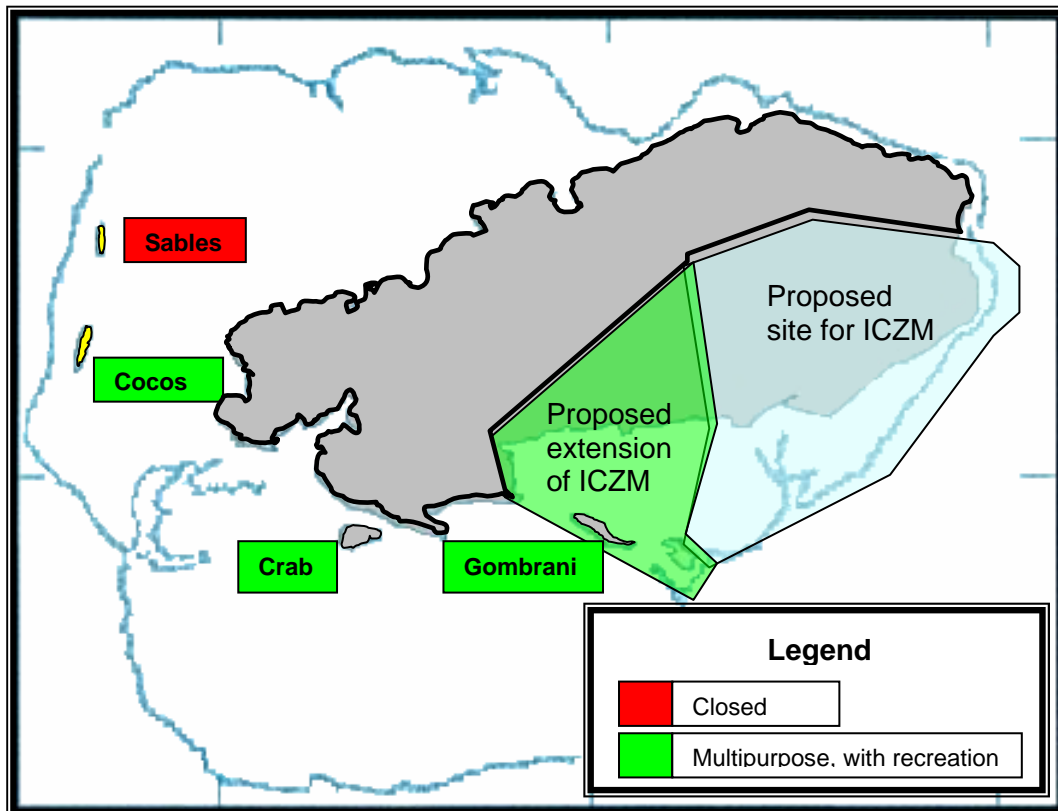 Sables
Proposed
site for ICZM
Cocos
Proposed
extension
of ICZM
Crab
Gombrani
Legend
Closed
Multipurpose, with recreation